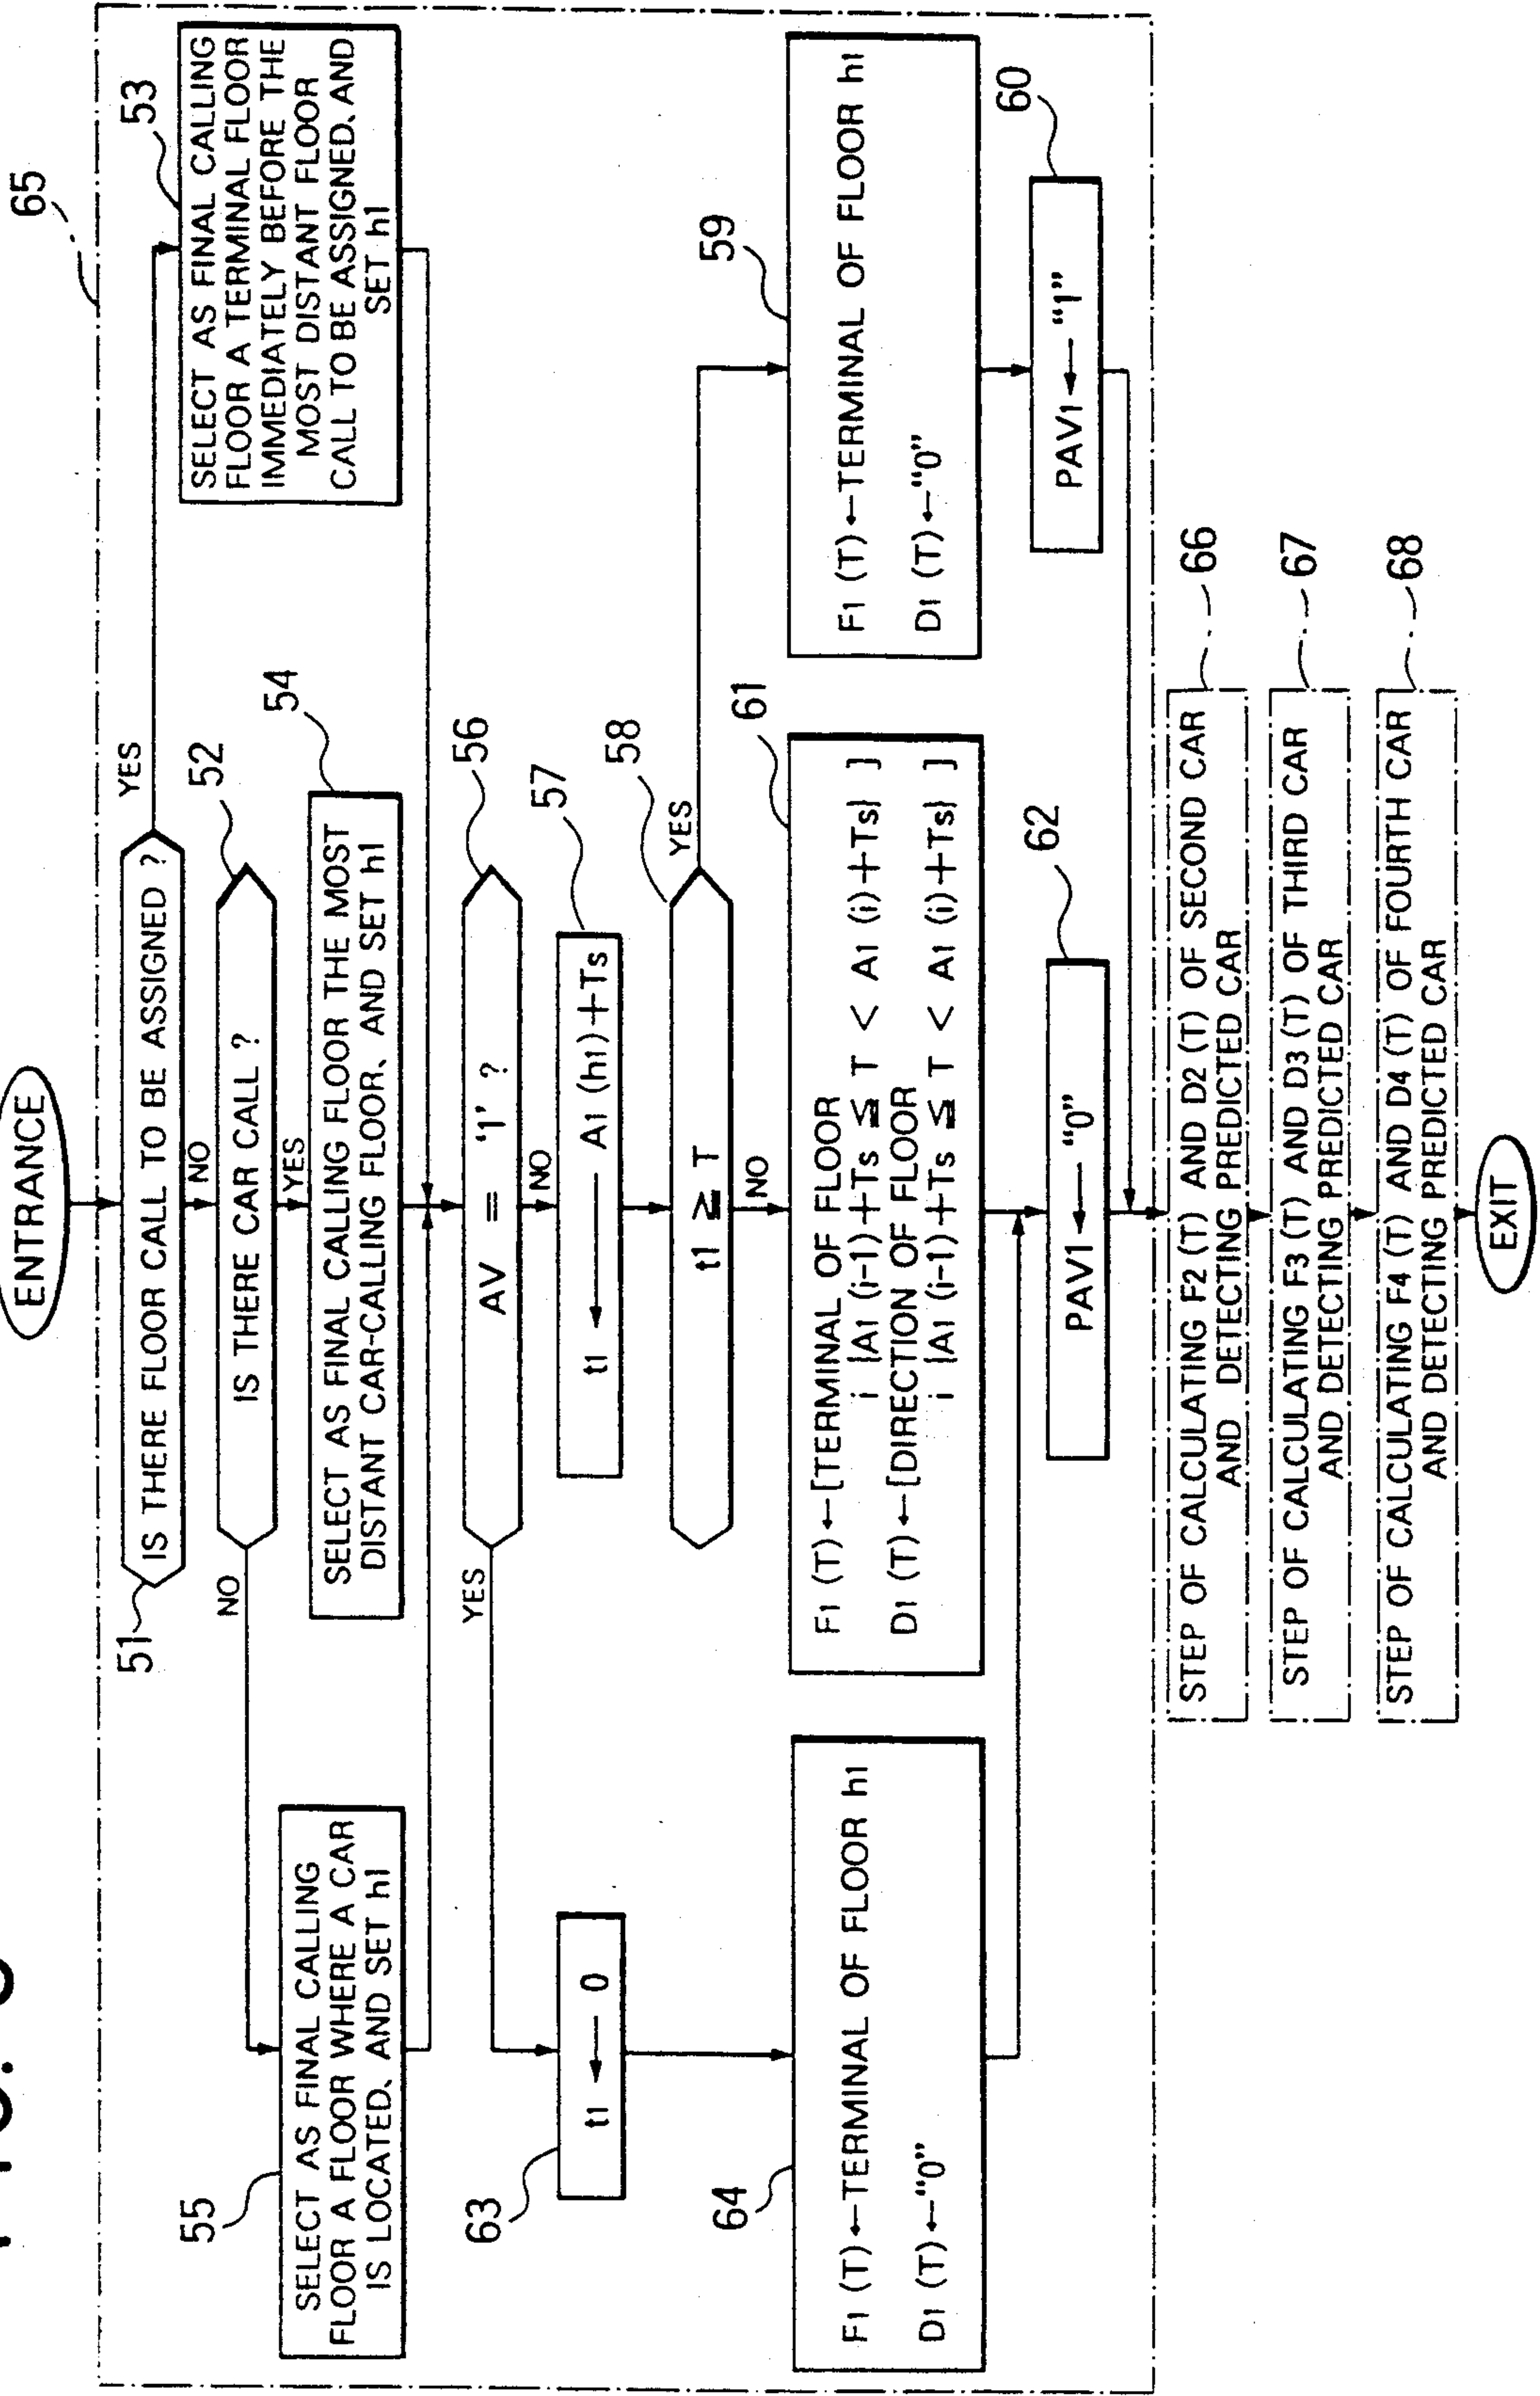 ENTRANCE
65
51
IS THERE FLOOR CALL TO BE ASSIGNED ?
YES
NO
53
SELECT AS FINAL CALLING
FLOOR A TERMINAL FLOOR
IMMEDIATELY BEFORE THE
MOST DISTANT FLOOR
CALL TO BE ASSIGNED, AND
SET h1
52
IS THERE CAR CALL ?
NO
YES
55
SELECT AS FINAL CALLING
FLOOR A FLOOR WHERE A CAR
IS LOCATED, AND SET h1
54
SELECT AS FINAL CALLING FLOOR THE MOST
DISTANT CAR-CALLING FLOOR, AND SET h1
56
AV = '1' ?
YES
NO
63
t1 ← 0
57
t1 ← A1 (h1)+Ts
58
t1 ≧ T
YES
NO
64
F1 (T)←TERMINAL OF FLOOR h1
D1 (T)←"0"
61
F1 (T)←[TERMINAL OF FLOOR
i {A1 (i-1)+Ts ≦ T < A1 (i)+Ts} ]
D1 (T)←[DIRECTION OF FLOOR
i {A1 (i-1)+Ts ≦ T < A1 (i)+Ts} ]
59
F1 (T)←TERMINAL OF FLOOR h1
D1 (T)←"0"
62
PAV1← "0"
60
PAV1← "1"
STEP OF CALCULATING F2 (T) AND D2 (T) OF SECOND CAR
AND DETECTING PREDICTED CAR
66
STEP OF CALCULATING F3 (T) AND D3 (T) OF THIRD CAR
AND DETECTING PREDICTED CAR
67
STEP OF CALCULATING F4 (T) AND D4 (T) OF FOURTH CAR
AND DETECTING PREDICTED CAR
68
EXIT